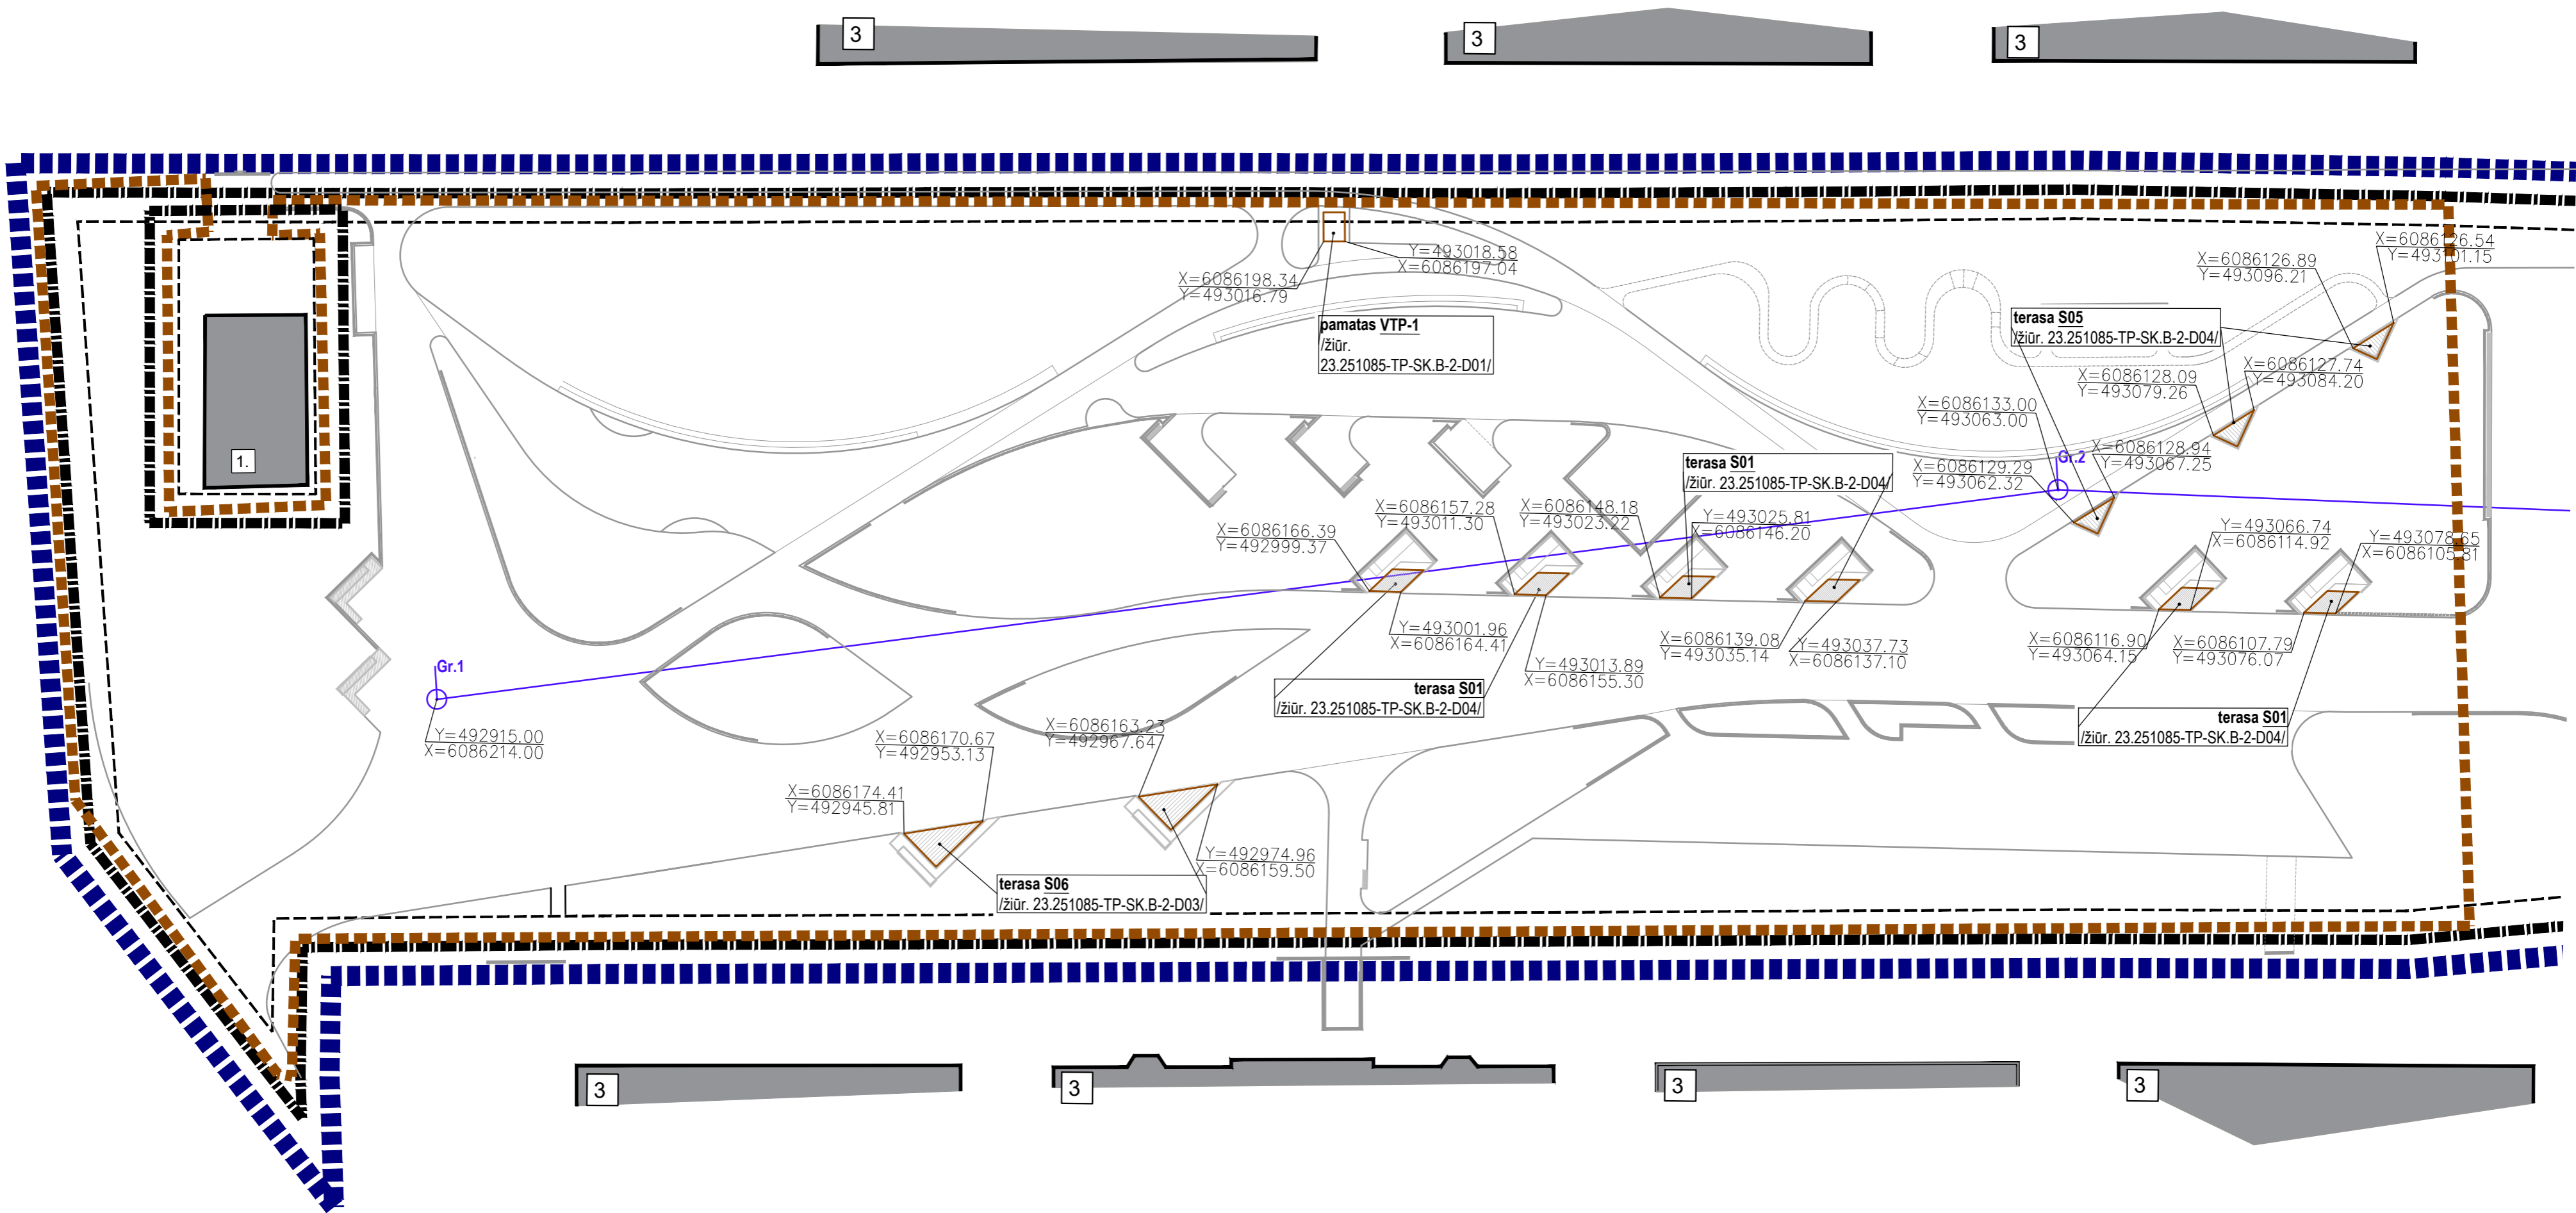 3
3
3
X=6086126.54
Y=493101.15
Y=493018.58
X=6086197.04
X=6086126.89
Y=493096.21
X=6086198.34
Y=493016.79
pamatas VTP-1
/žiūr.
23.251085-TP-SK.B-2-D01/
terasa S05
/žiūr. 23.251085-TP-SK.B-2-D04/
X=6086127.74
Y=493084.20
X=6086128.09
Y=493079.26
X=6086133.00
Y=493063.00
1.
Gr.2
X=6086128.94
Y=493067.25
terasa S01
/žiūr. 23.251085-TP-SK.B-2-D04/
X=6086129.29
Y=493062.32
X=6086157.28
Y=493011.30
X=6086148.18
Y=493023.22
Y=493025.81
X=6086146.20
X=6086166.39
Y=492999.37
Y=493066.74
X=6086114.92
Y=493078.65
X=6086105.81
Y=493001.96
X=6086164.41
X=6086139.08
Y=493035.14
Y=493037.73
X=6086137.10
X=6086116.90
Y=493064.15
X=6086107.79
Y=493076.07
Gr.1
Y=493013.89
X=6086155.30
terasa S01
/žiūr. 23.251085-TP-SK.B-2-D04/
terasa S01
/žiūr. 23.251085-TP-SK.B-2-D04/
Y=492915.00
X=6086214.00
X=6086170.67
Y=492953.13
X=6086163.23
Y=492967.64
X=6086174.41
Y=492945.81
Y=492974.96
X=6086159.50
terasa S06
/žiūr. 23.251085-TP-SK.B-2-D03/
3
3
3
3